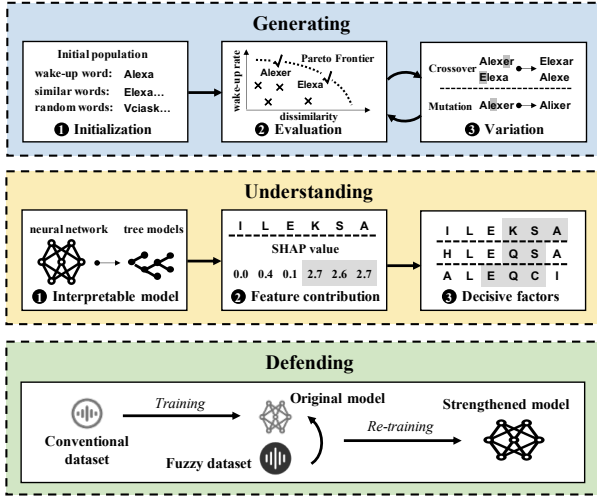 Generating
Initial population
wake-up word: Alexa
similar words: Elexa...
random words: Vciask...
❶ Initialization
wake-up rate
Pareto Frontier
Alexer
Elexa
dissimilarity
❷ Evaluation
Crossover Alexer Elexar
Elexa Alexe
Mutation Alexer Alixer
❸ Variation
Understanding
neural network tree models
❶ Interpretable model
I L E K S A
SHAP value
0.0 0.4 0.1 2.7 2.6 2.7
❷ Feature contribution
I L E K S A
H L E Q S A
A L E Q C I
❸ Decisive factors
Defending
Conventional
dataset
Training
Original model
Fuzzy dataset
Re-training
Strengthened model